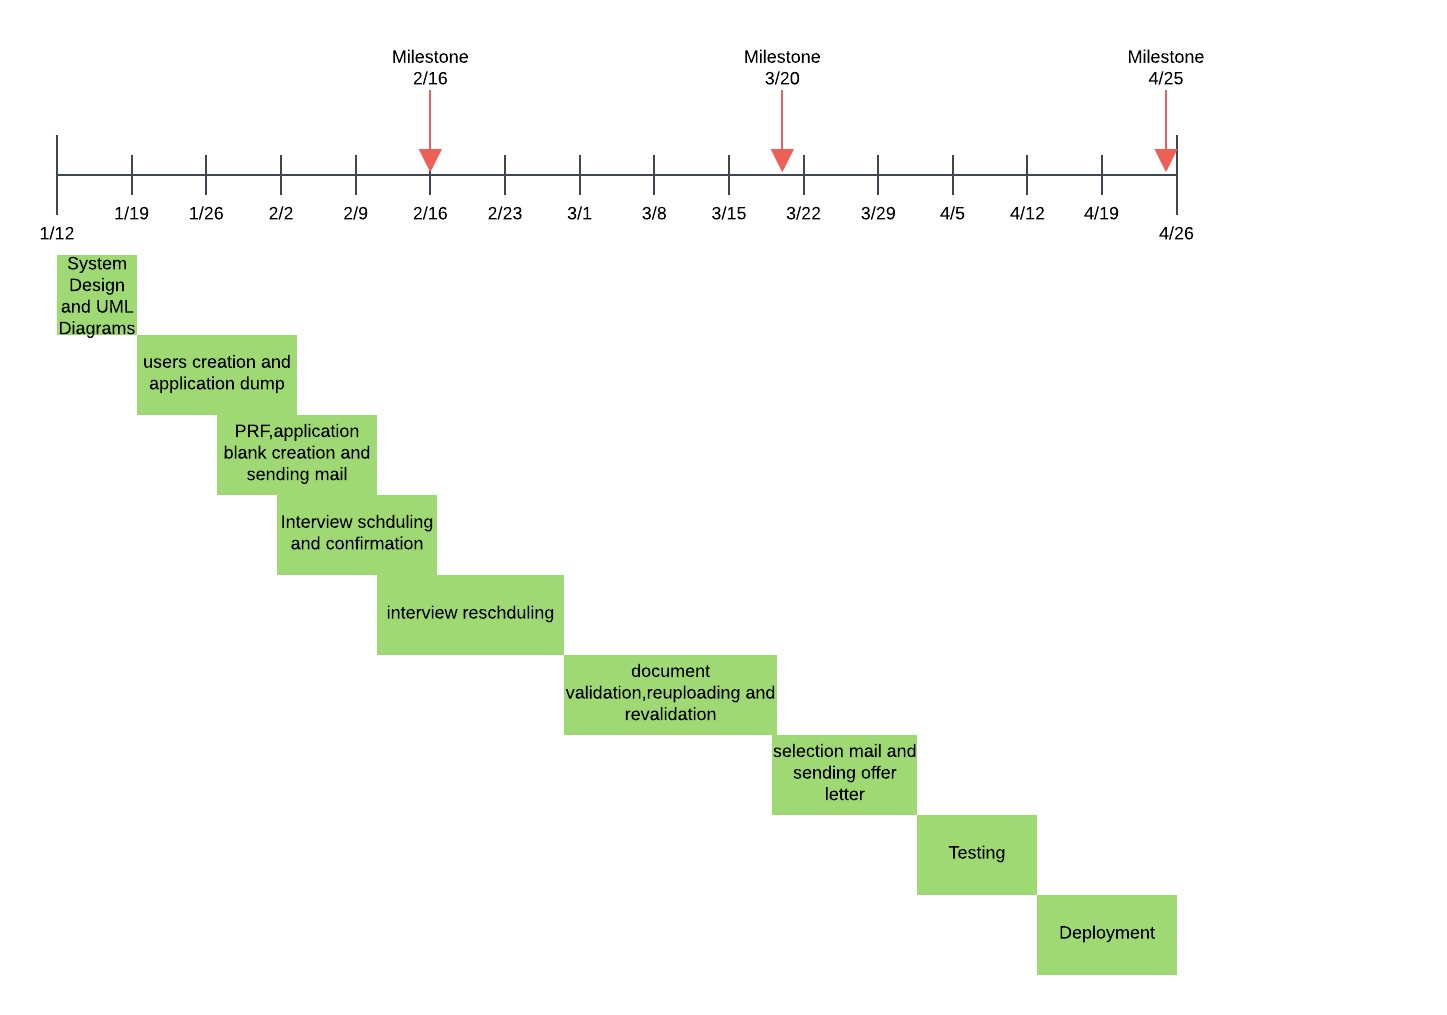 Milestone
2/16
Milestone
3/20
Milestone
4/25
1/12
1/19
1/26
2/2
2/9
2/16
2/23
3/1
3/8
3/15
3/22
3/29
4/5
4/12
4/19
4/26
System
Design
and UML
Diagrams
users creation and
application dump
PRF,application
blank creation and
sending mail
Interview schduling
and confirmation
interview reschduling
document
validation,reuploading and
revalidation
selection mail and
sending offer
letter
Testing
Deployment